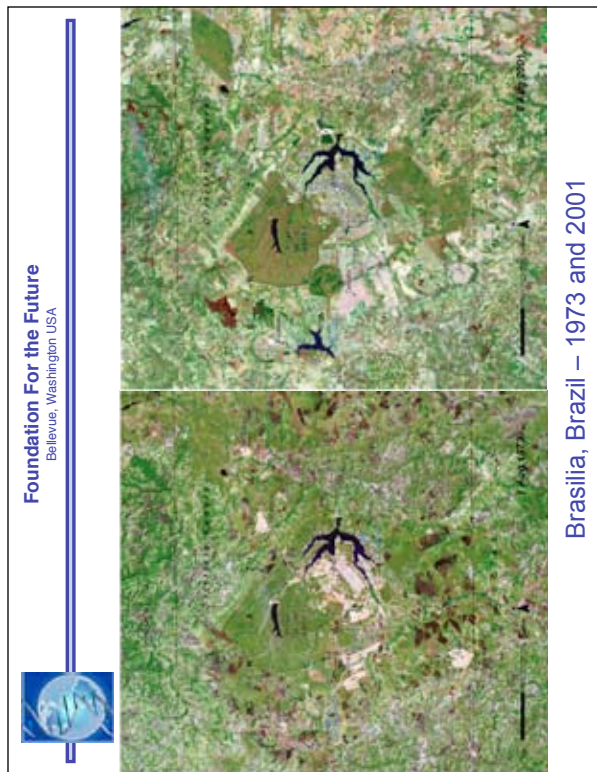 Foundation For the Future
Bellevue, Washington USA
Brasilia, Brazil – 1973 and 2001